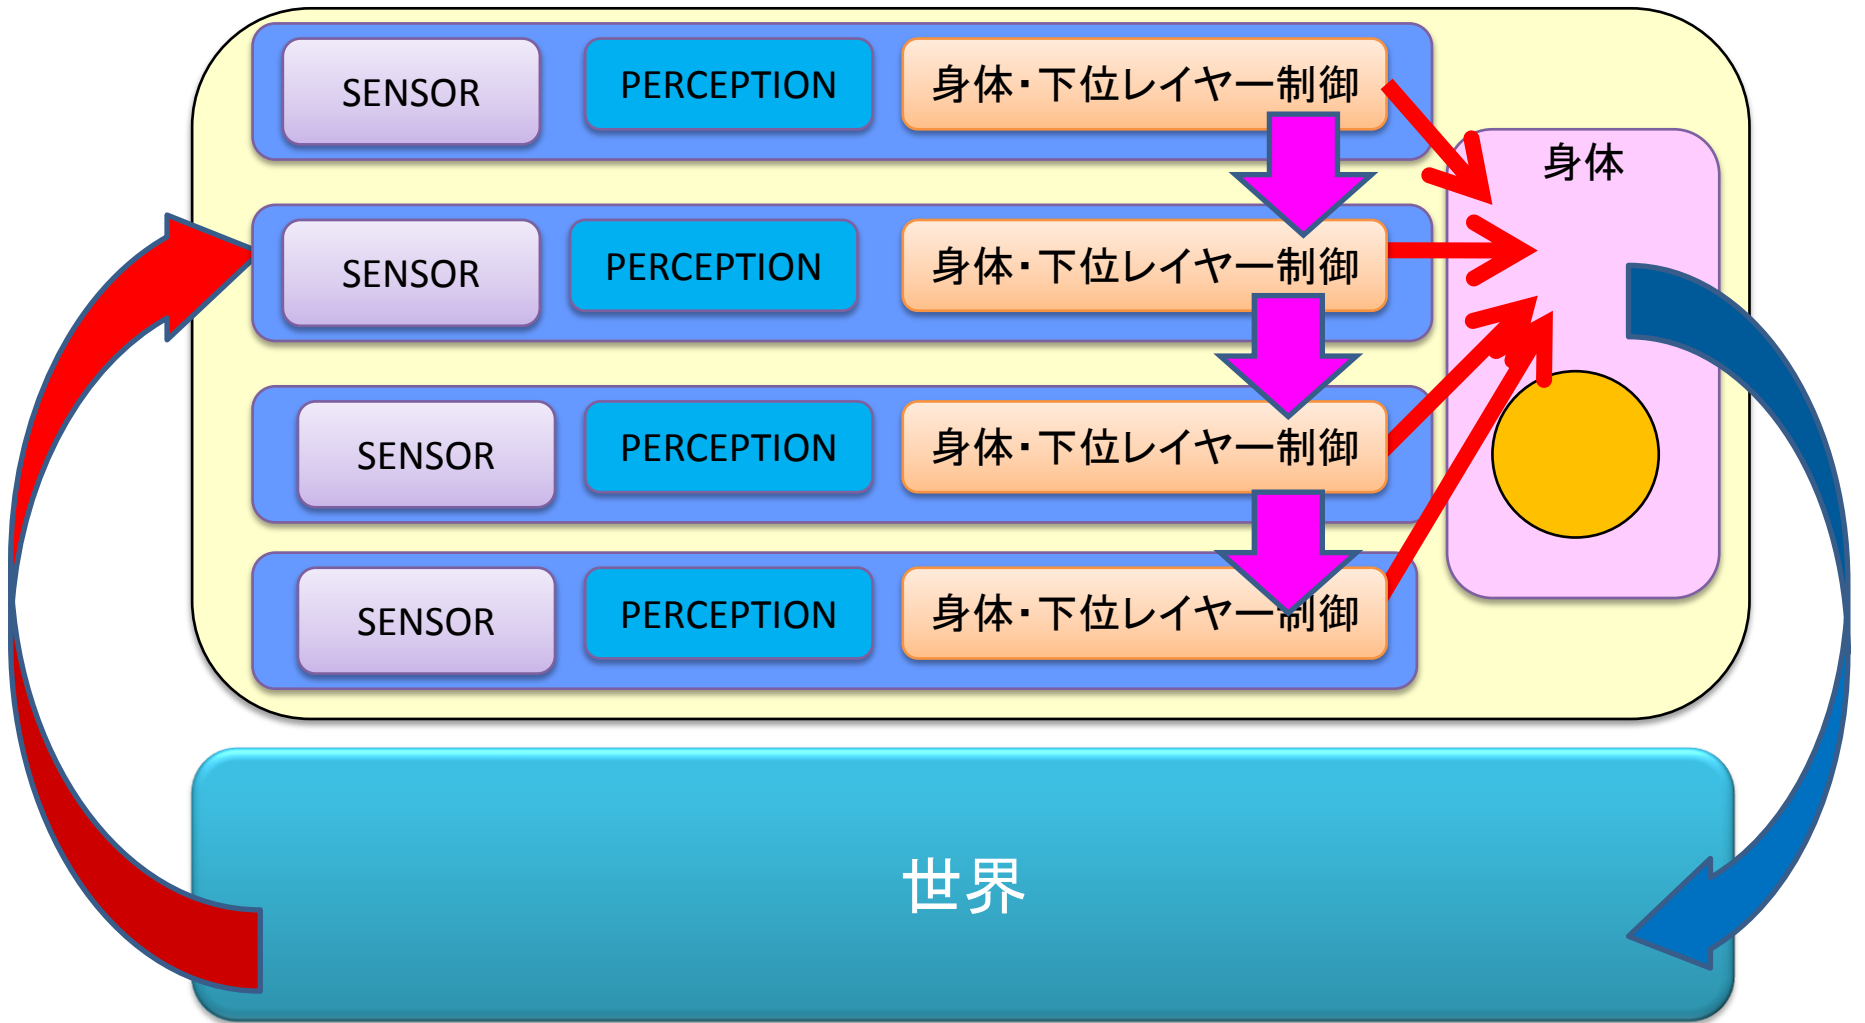 SENSOR
PERCEPTION
身体・下位レイヤー制御
身体
SENSOR
PERCEPTION
身体・下位レイヤー制御
SENSOR
PERCEPTION
身体・下位レイヤー制御
SENSOR
PERCEPTION
身体・下位レイヤー制御
世界